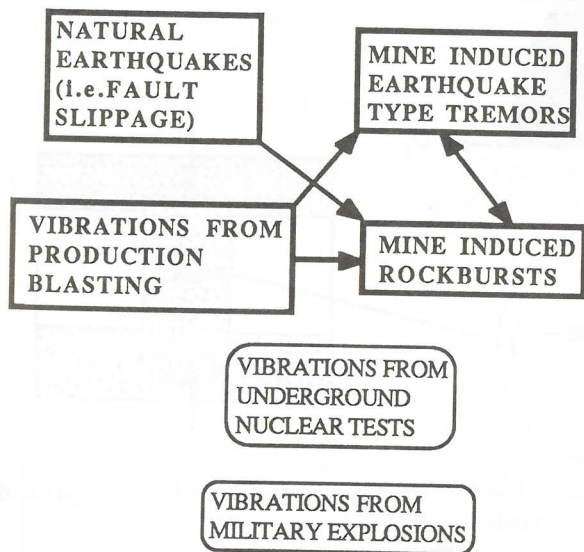 NATURAL
EARTHQUAKES
(i.e.FAULT
SLIPPAGE)
MINE INDUCED
EARTHQUAKE
TYPE TREMORS
VIBRATIONS FROM
PRODUCTION
BLASTING
MINE INDUCED
ROCKBURSTS
VIBRATIONS FROM
UNDERGROUND
NUCLEAR TESTS
VIBRATIONS FROM
MILITARY EXPLOSIONS